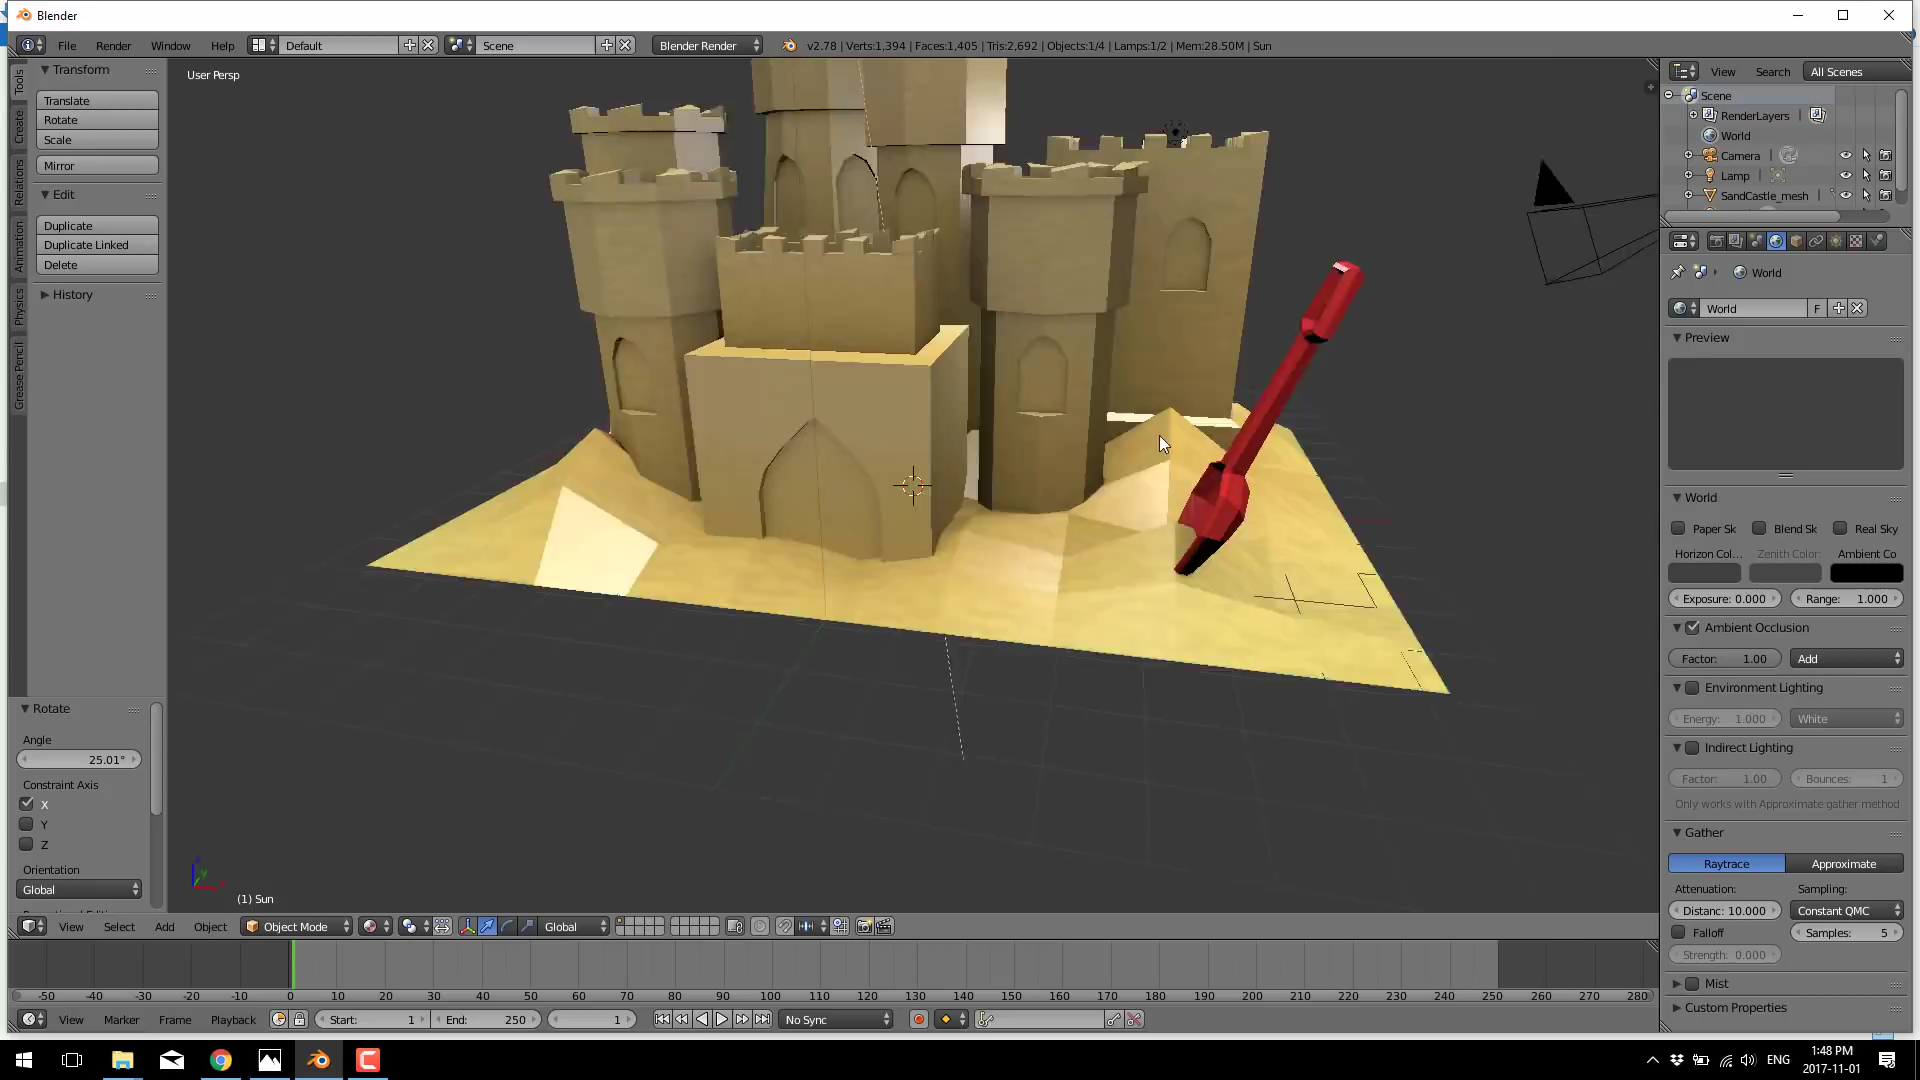 Blender
File Render Window Help Default Scene Blender Render v2.78 | Verts:1,394 | Faces:1,405 | Tris:2,692 | Objects:1/4 | Lamps:1/2 | Mem:28.50M | Sun
Tools
Create
Relations
Animation
Physics
Grease Pencil
Transform
Translate
Rotate
Scale
Mirror
Edit
Duplicate
Duplicate Linked
Delete
History
Rotate
Angle
25.01°
Constraint Axis
X
Y
Z
Orientation
Global
User Persp
(1) Sun
View Select Add Object Object Mode Global
View Search All Scenes
Scene
RenderLayers |
World
Camera |
Lamp |
SandCastle_mesh
World
World F
Preview
World
Paper Sk Blend Sk Real Sky
Horizon Col... Zenith Color: Ambient Co
Exposure: 0.000 Range: 1.000
Ambient Occlusion
Factor: 1.00 Add
Environment Lighting
Energy: 1.000 White
Indirect Lighting
Factor: 1.00 Bounces: 1
Only works with Approximate gather method
Gather
Raytrace Approximate
Attenuation: Sampling:
Distanc: 10.000 Constant QMC
Falloff Samples: 5
Strength: 0.000
Mist
Custom Properties
-50 -40 -30 -20 -10 0 10 20 30 40 50 60 70 80 90 100 110 120 130 140 150 160 170 180 190 200 210 220 230 240 250 260 270 280
View Marker Frame Playback Start: 1 End: 250 1 No Sync
ENG 1:48 PM
2017-11-01